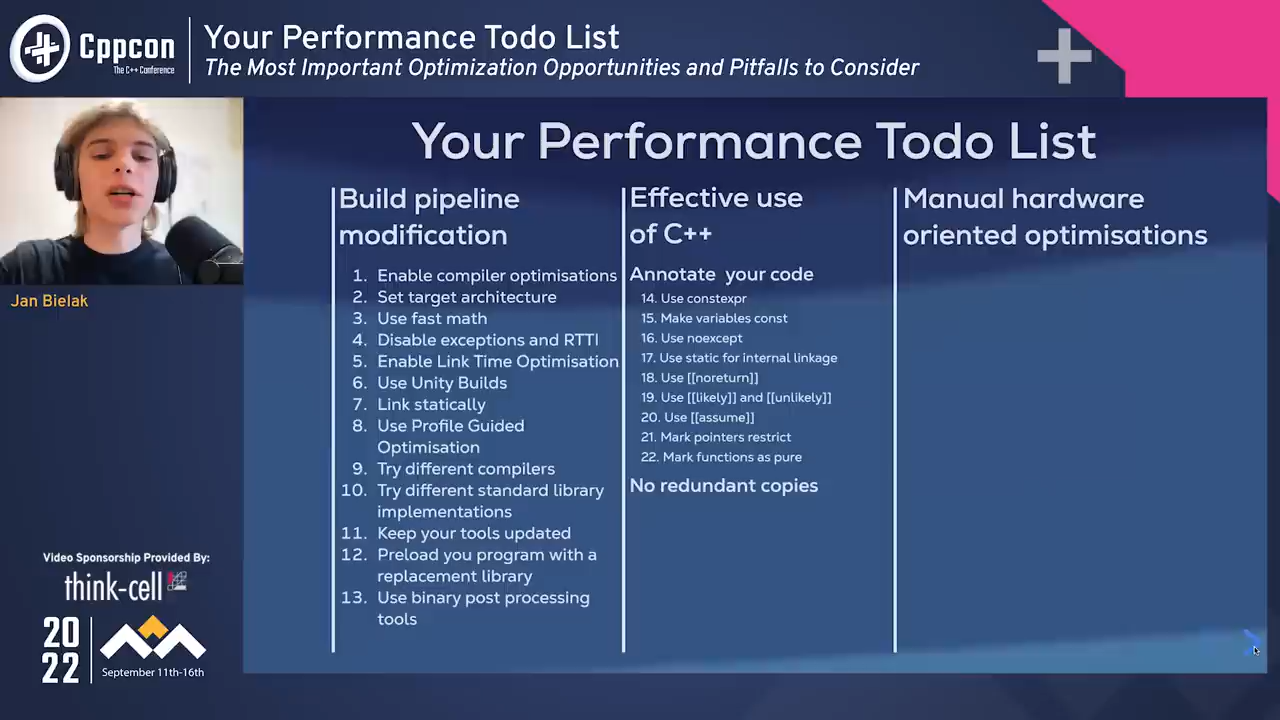 Cppcon
The C++ Conference
Your Performance Todo List
The Most Important Optimization Opportunities and Pitfalls to Consider
Jan Bielak
Video Sponsorship Provided By:
think-cell
20
22
September 11th-16th
Your Performance Todo List
Build pipeline
modification
1. Enable compiler optimisations
2. Set target architecture
3. Use fast math
4. Disable exceptions and RTTI
5. Enable Link Time Optimisation
6. Use Unity Builds
7. Link statically
8. Use Profile Guided
Optimisation
9. Try different compilers
10. Try different standard library
implementations
11. Keep your tools updated
12. Preload you program with a
replacement library
13. Use binary post processing
tools
Effective use
of C++
Annotate your code
14. Use constexpr
15. Make variables const
16. Use noexcept
17. Use static for internal linkage
18. Use [[noreturn]]
19. Use [[likely]] and [[unlikely]]
20. Use [[assume]]
21. Mark pointers restrict
22. Mark functions as pure
No redundant copies
Manual hardware
oriented optimisations